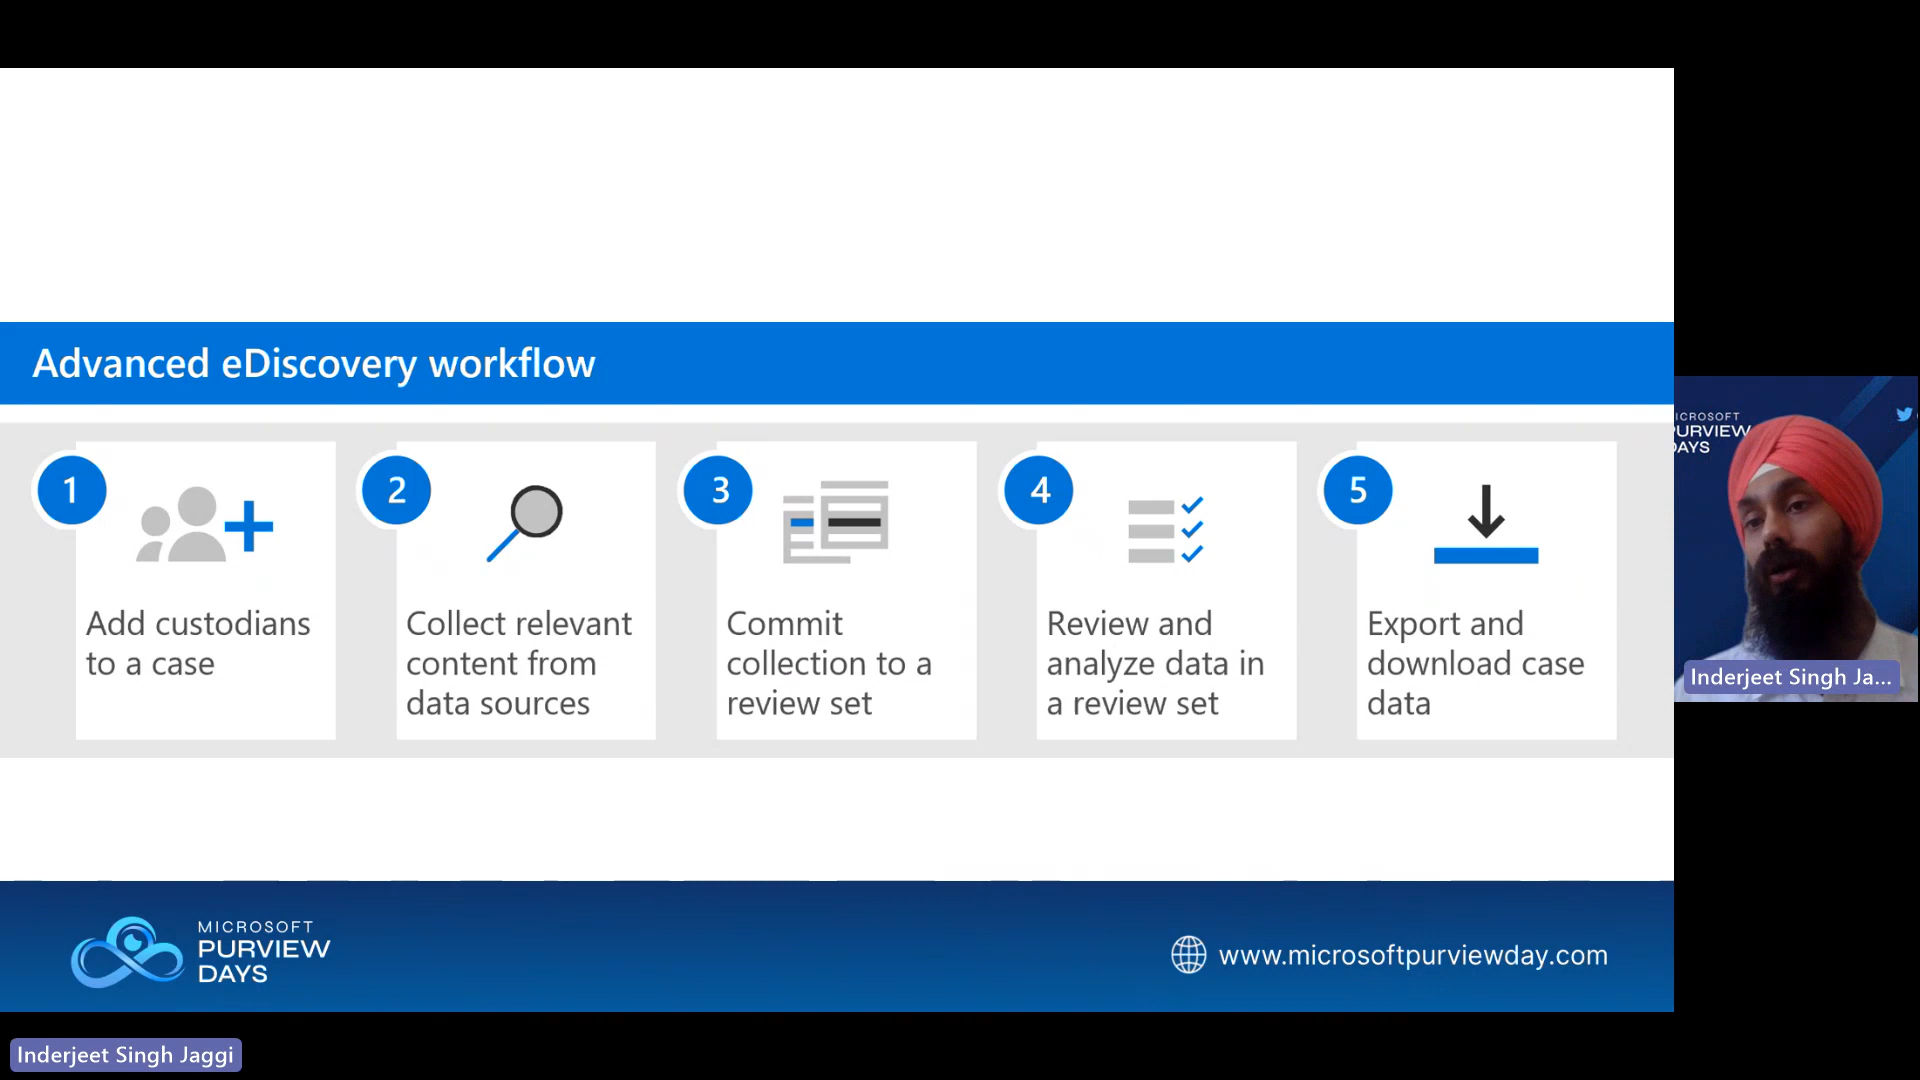 Advanced eDiscovery workflow
1
Add custodians
to a case
2
Collect relevant
content from
data sources
3
Commit
collection to a
review set
4
Review and
analyze data in
a review set
5
Export and
download case
data
ICROSOFT
PURVIEW
DAYS
Inderjeet Singh Ja...
MICROSOFT
PURVIEW
DAYS
www.microsoftpurviewday.com
Inderjeet Singh Jaggi